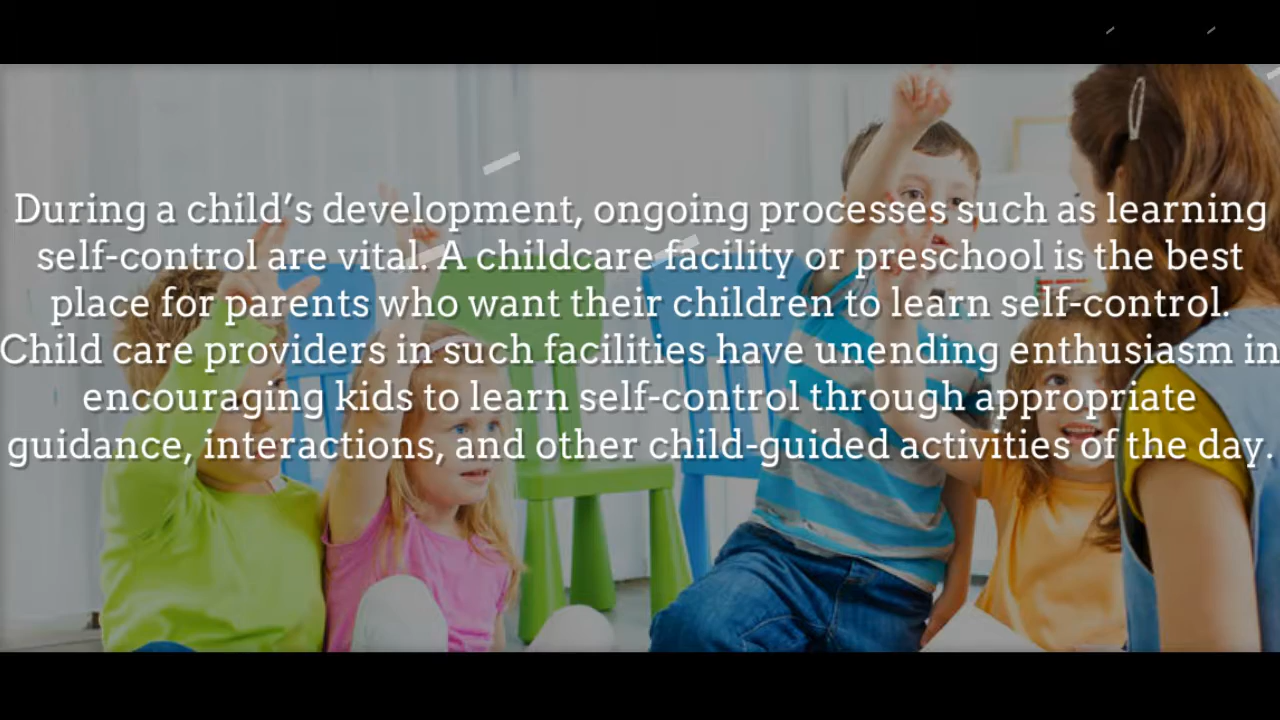 During a child’s development, ongoing processes such as learning
self-control are vital. A childcare facility or preschool is the best
place for parents who want their children to learn self-control.
Child care providers in such facilities have unending enthusiasm in
encouraging kids to learn self-control through appropriate
guidance, interactions, and other child-guided activities of the day.